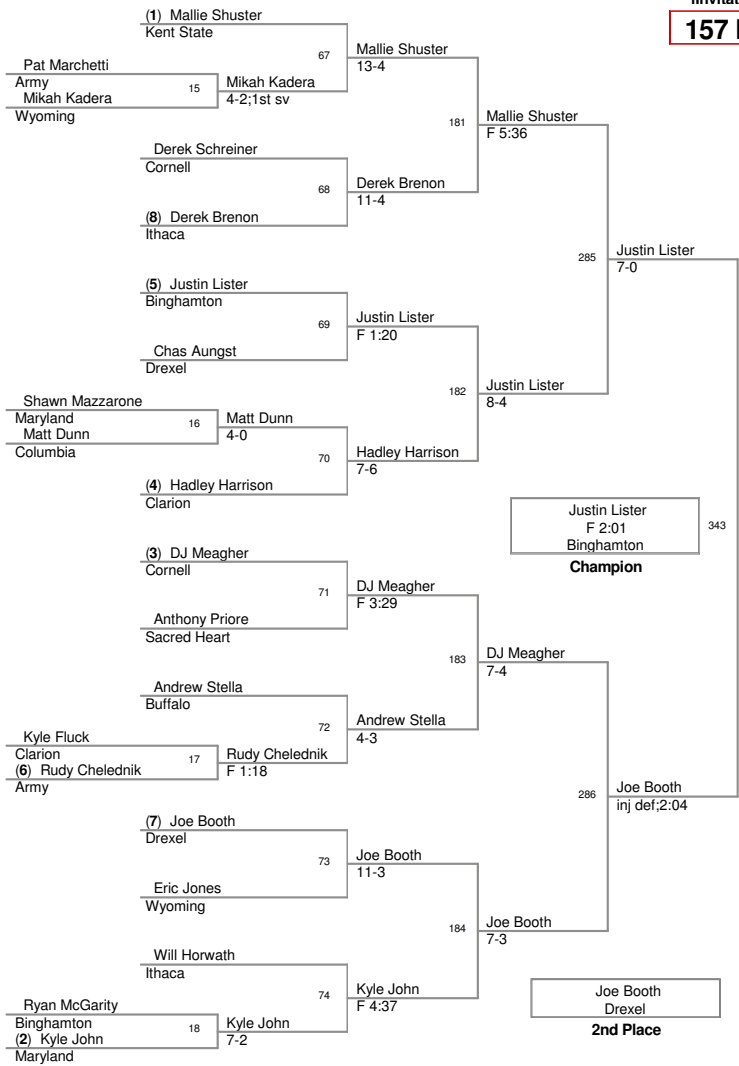 (1) Mallie Shuster
Kent State
67
Mallie Shuster
13-4
Pat Marchetti
Army
15
Mikah Kadera
Wyoming
Mikah Kadera
4-2;1st sv
181
Mallie Shuster
F 5:36
Derek Schreiner
Cornell
68
Derek Brenon
11-4
(8) Derek Brenon
Ithaca
285
Justin Lister
7-0
(5) Justin Lister
Binghamton
69
Justin Lister
F 1:20
Chas Aungst
Drexel
182
Justin Lister
8-4
Shawn Mazzarone
Maryland
16
Matt Dunn
Columbia
Matt Dunn
4-0
70
Hadley Harrison
7-6
(4) Hadley Harrison
Clarion
Justin Lister
F 2:01
Binghamton
343
Champion
(3) DJ Meagher
Cornell
71
DJ Meagher
F 3:29
Anthony Priore
Sacred Heart
183
DJ Meagher
7-4
Andrew Stella
Buffalo
72
Andrew Stella
4-3
Kyle Fluck
Clarion
17
(6) Rudy Chelednik
Army
Rudy Chelednik
F 1:18
286
Joe Booth
inj def;2:04
(7) Joe Booth
Drexel
73
Joe Booth
11-3
Eric Jones
Wyoming
184
Joe Booth
7-3
Will Horwath
Ithaca
74
Kyle John
F 4:37
Ryan McGarity
Binghamton
18
(2) Kyle John
Maryland
Kyle John
7-2
Joe Booth
Drexel
2nd Place
157